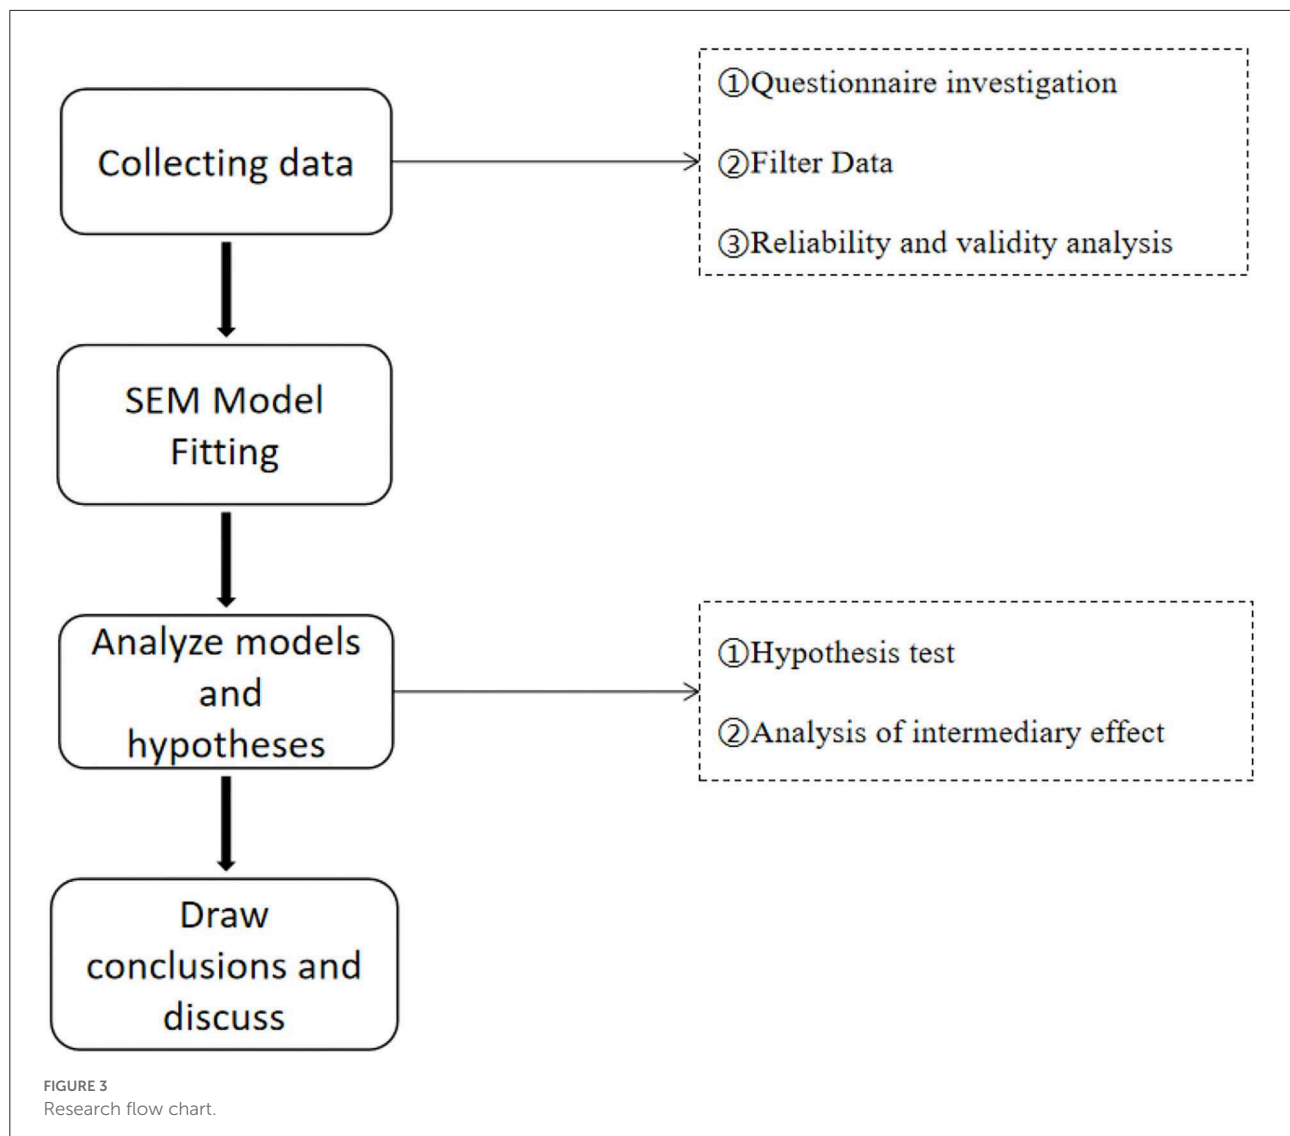 Collecting data
①Questionnaire investigation
②Filter Data
③Reliability and validity analysis
SEM Model
Fitting
Analyze models
and
hypotheses
①Hypothesis test
②Analysis of intermediary effect
Draw
conclusions and
discuss
FIGURE 3
Research flow chart.